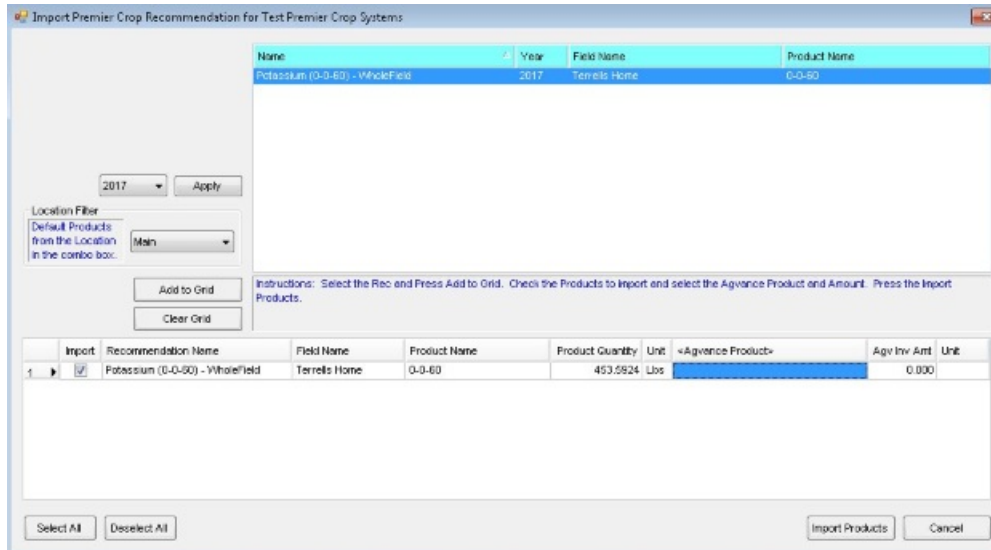 Import Premier Crop Recommendation for Test Premier Crop Systems
Name Year Field Name Product Name
Potassium (0-0-60) - WholeField 2017 Terrells Home 0-0-60
2017 Apply
Location Filter
Default Products
from the Location
in the combo box.
Main
Add to Grid
Clear Grid
Instructions: Select the Rec and Press Add to Grid. Check the Products to import and select the Agvance Product and Amount. Press the Import
Products.
Import Recommendation Name Field Name Product Name Product Quantity Unit <Agvance Product> Agv Inv Amt Unit
1 Potassium (0-0-60) - WholeField Terrells Home 0-0-60 453.5924 Lbs 0.000
Select All Deselect All Import Products Cancel